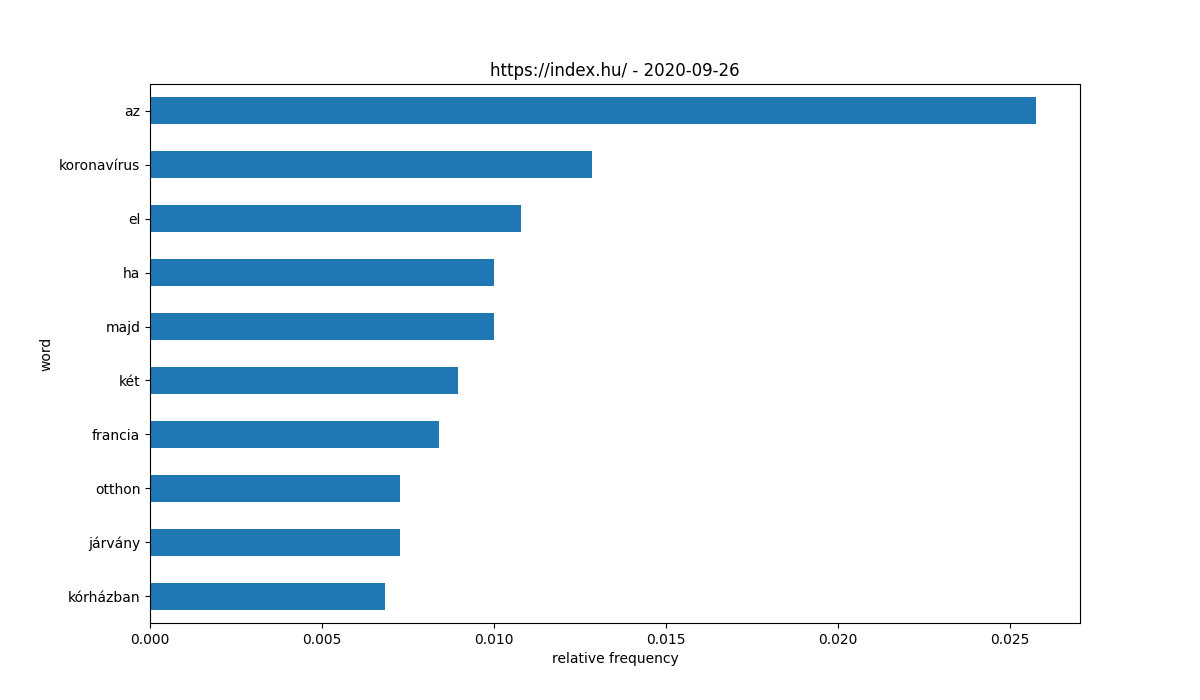 https://index.hu/ - 2020-09-26
az
koronavírus
el
ha
majd
két
francia
otthon
járvány
kórházban
word
0.000 0.005 0.010 0.015 0.020 0.025
relative frequency